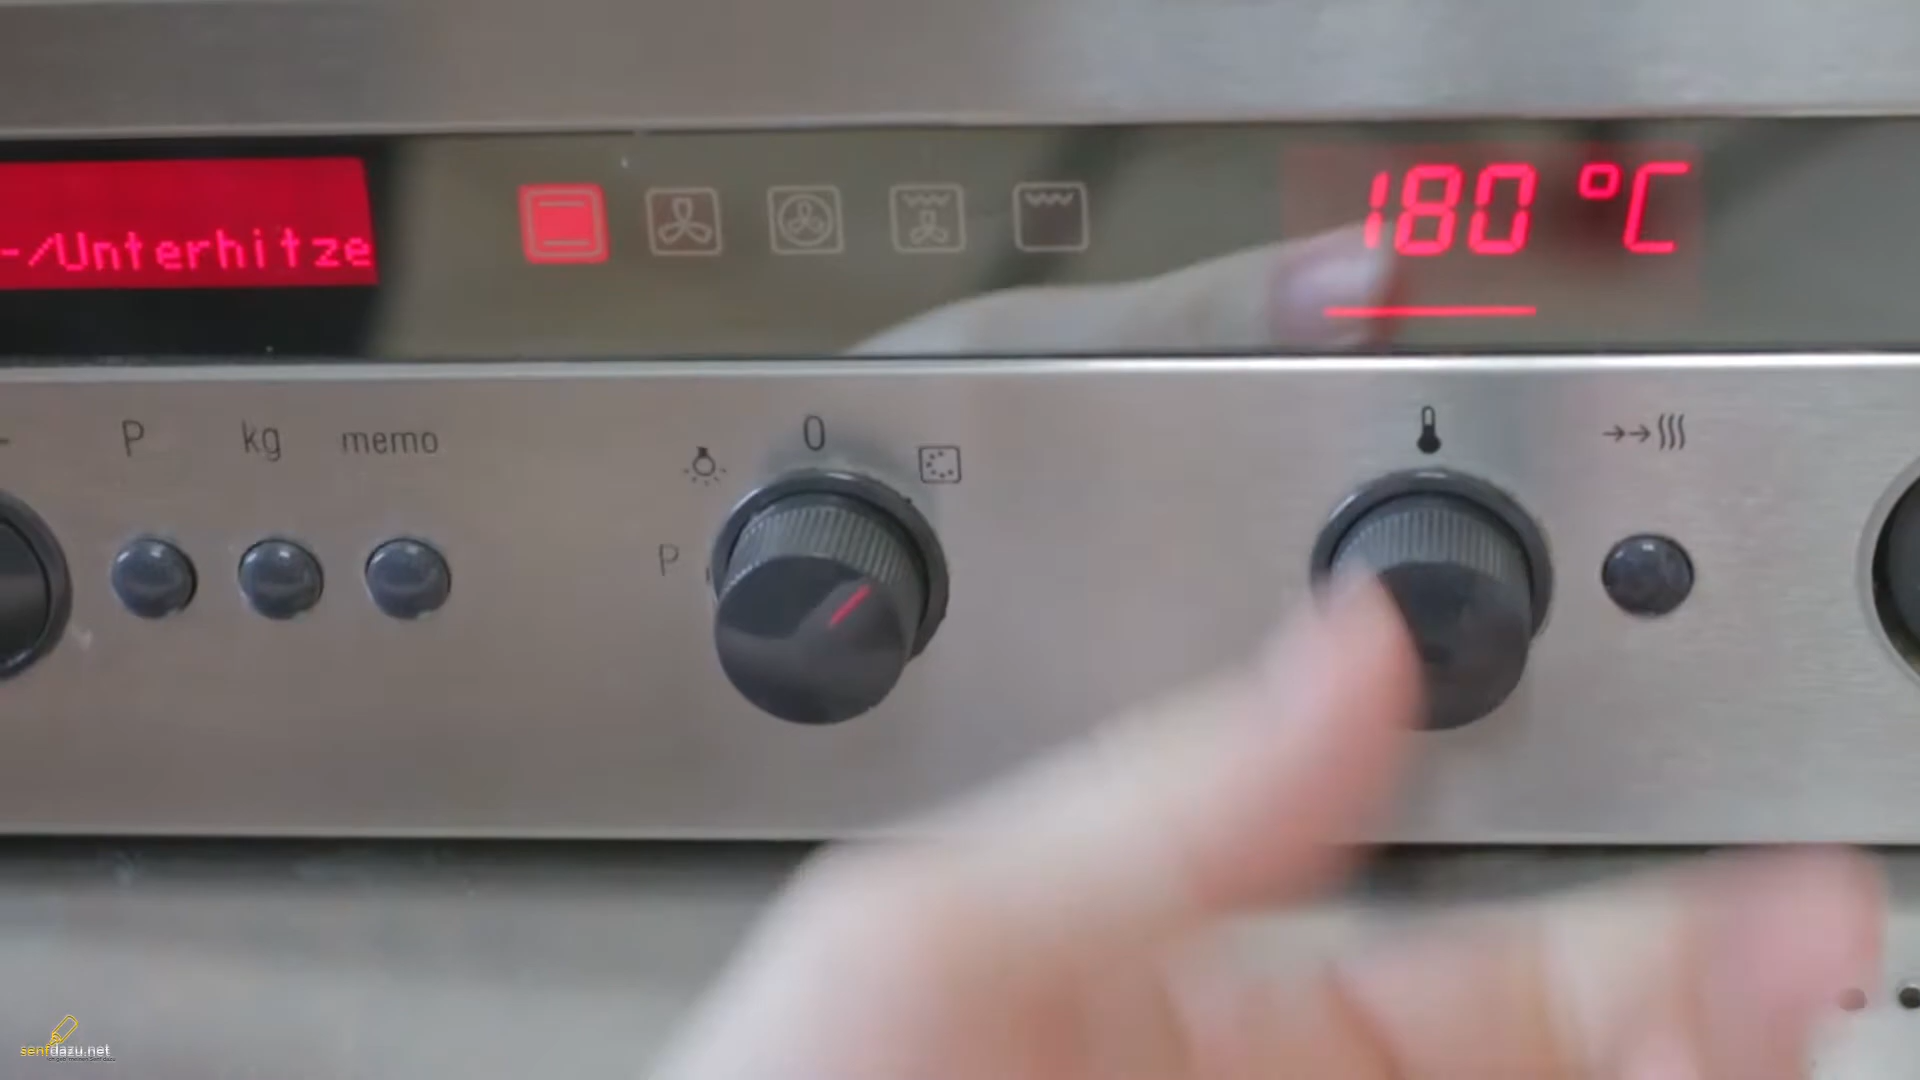 180 °C
-/Unterhitze
P
kg
memo
0
P
senfdazu.net